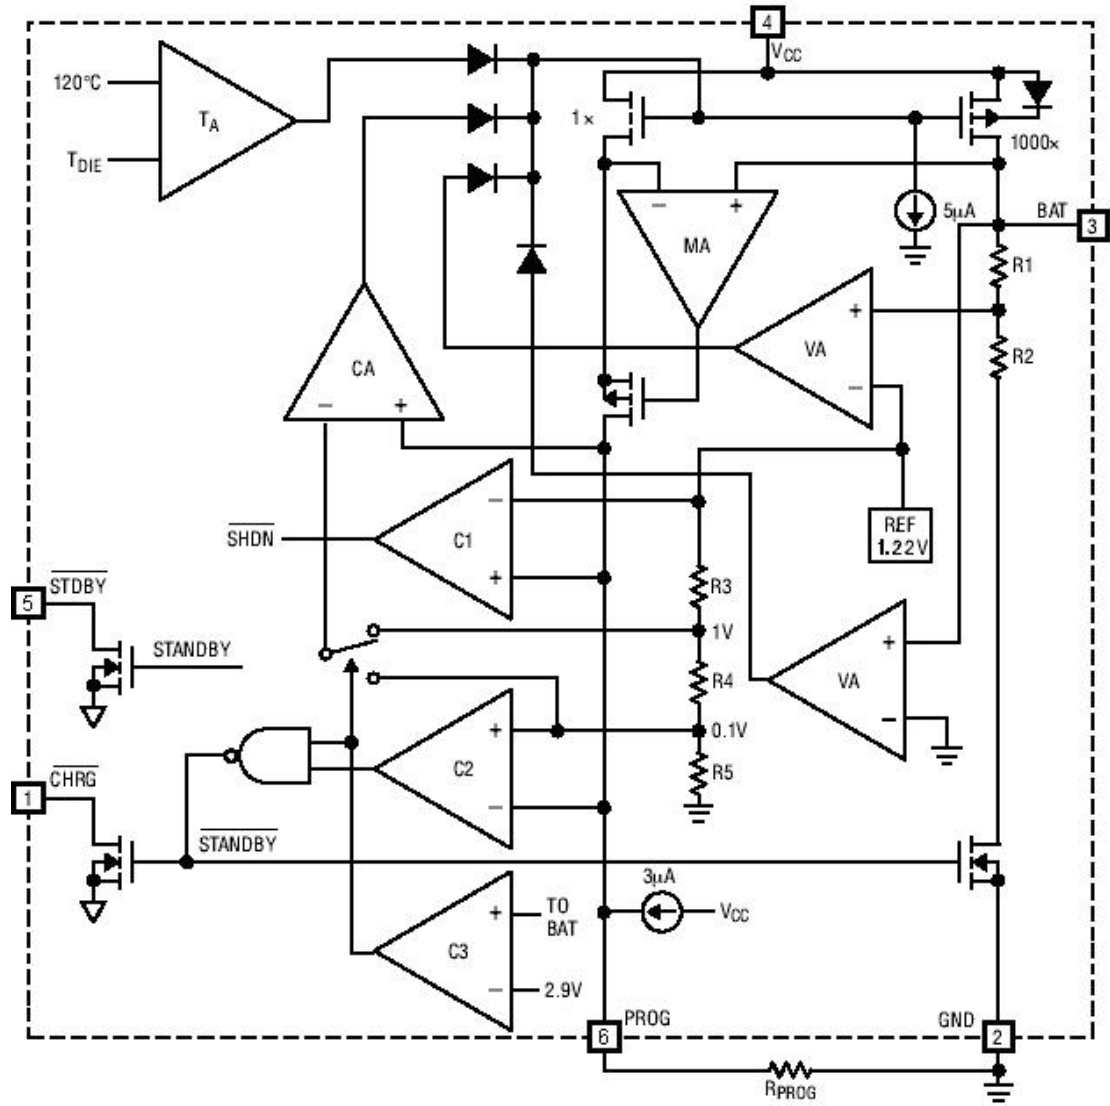 4
VCC
120°C
TA
TDIE
1×
1000×
− +
MA
5μA
BAT
3
R1
+
VA
−
R2
CA
− +
REF
1.22V
−
C1
+
SHDN
R3
1V
STDBY
5
STANDBY
R4
+
VA
−
0.1V
+
C2
−
R5
CHRG
1
STANDBY
3μA
VCC
+
TO
BAT
C3
−
2.9V
PROG
6
GND
2
RPROG